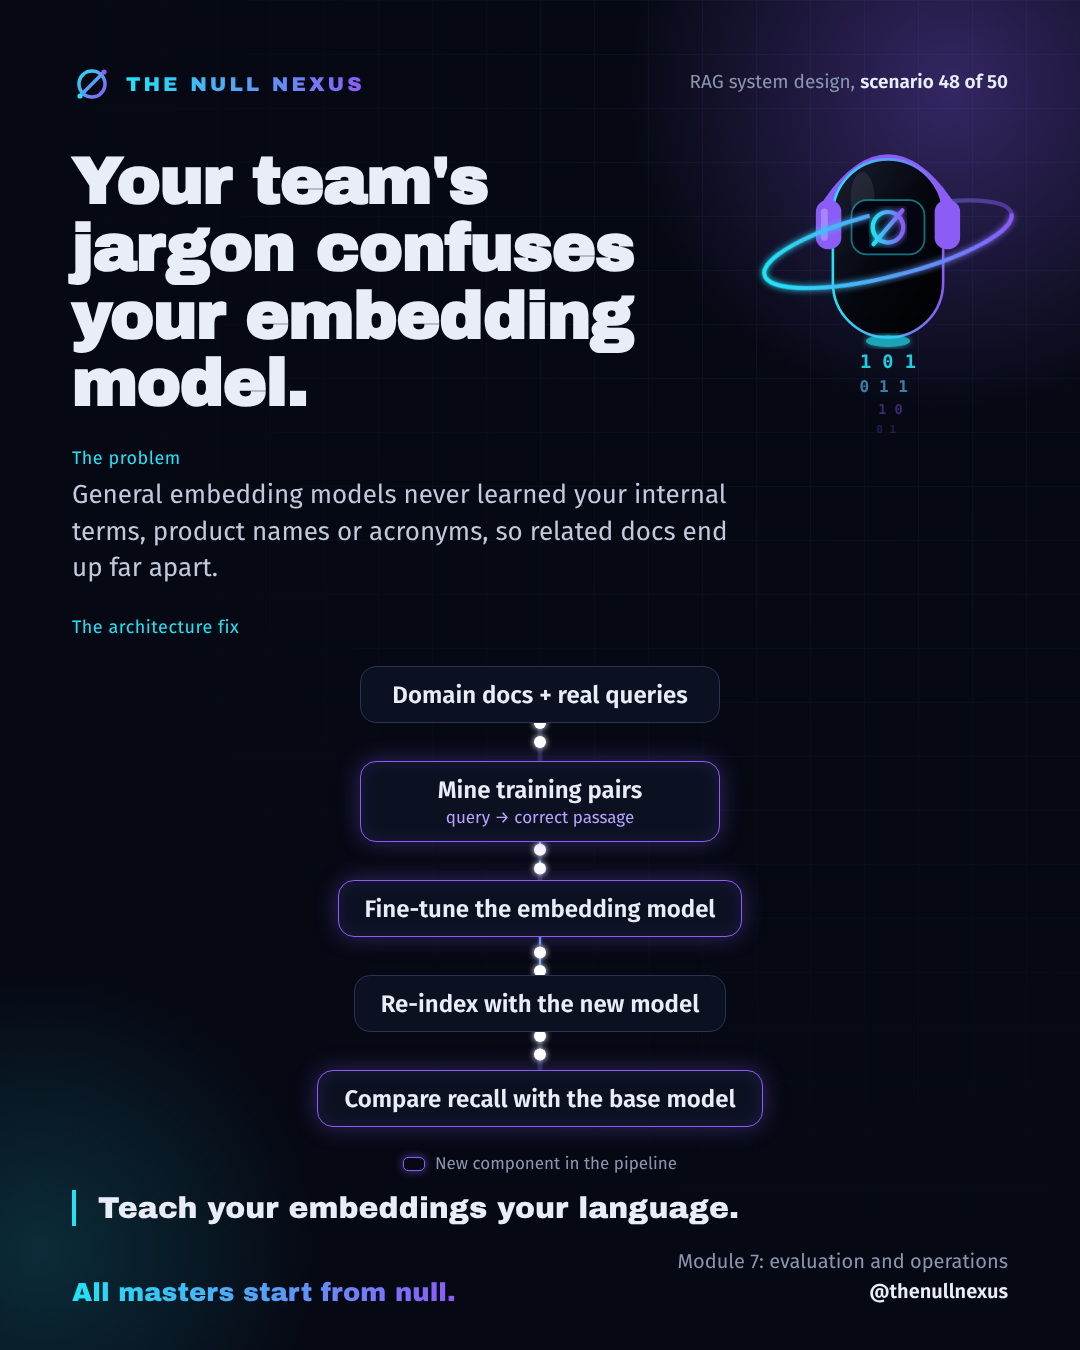 THE NULL NEXUS
RAG system design, scenario 48 of 50
Your team's
jargon confuses
your embedding
model.
1 0 1
0 1 1
1 0
0 1
The problem
General embedding models never learned your internal
terms, product names or acronyms, so related docs end
up far apart.
The architecture fix
Domain docs + real queries
Mine training pairs
query → correct passage
Fine-tune the embedding model
Re-index with the new model
Compare recall with the base model
New component in the pipeline
Teach your embeddings your language.
Module 7: evaluation and operations
All masters start from null.
@thenullnexus